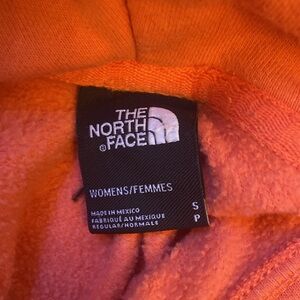 THE
NORTH
FACE
WOMENS/FEMMES
MADE IN MEXICO
FABRIQUÉ AU MEXIQUE
REGULAR/NORMALE
S
P